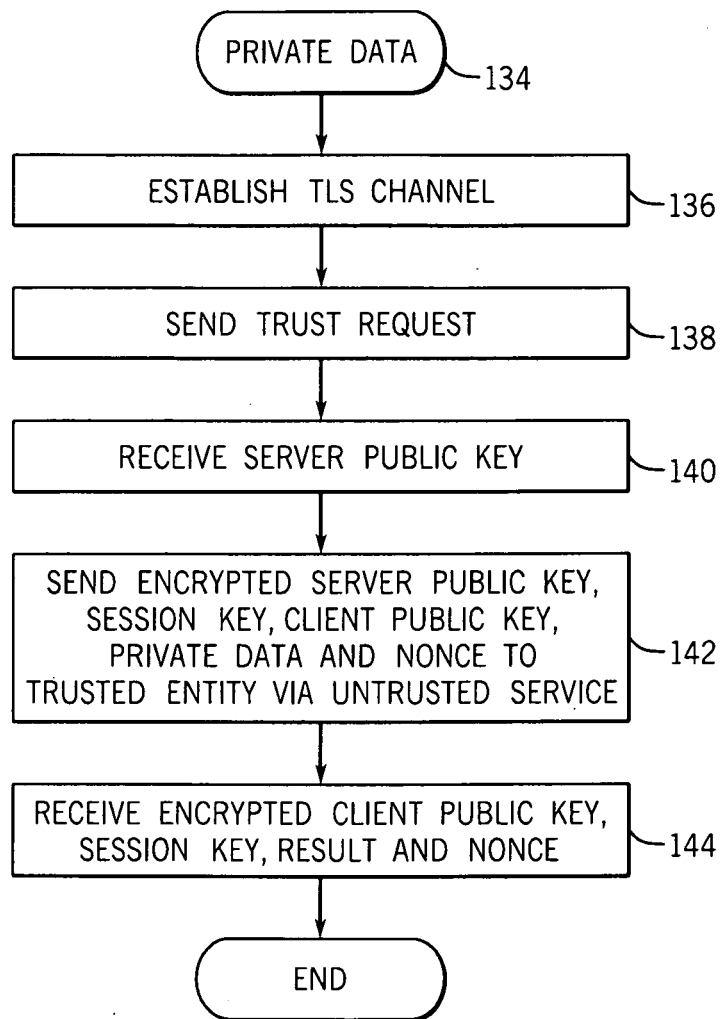 PRIVATE DATA
134
ESTABLISH TLS CHANNEL
136
SEND TRUST REQUEST
138
RECEIVE SERVER PUBLIC KEY
140
SEND ENCRYPTED SERVER PUBLIC KEY,
SESSION KEY, CLIENT PUBLIC KEY,
PRIVATE DATA AND NONCE TO
TRUSTED ENTITY VIA UNTRUSTED SERVICE
142
RECEIVE ENCRYPTED CLIENT PUBLIC KEY,
SESSION KEY, RESULT AND NONCE
144
END